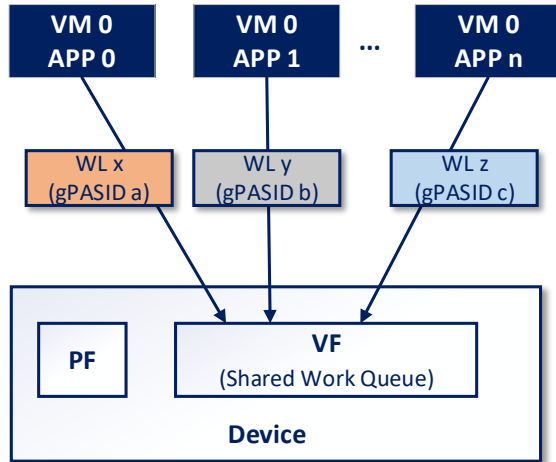 VM 0
APP 0
VM 0
APP 1
...
VM 0
APP n
WL x
(gPASID a)
WL y
(gPASID b)
WL z
(gPASID c)
PF
VF
(Shared Work Queue)
Device